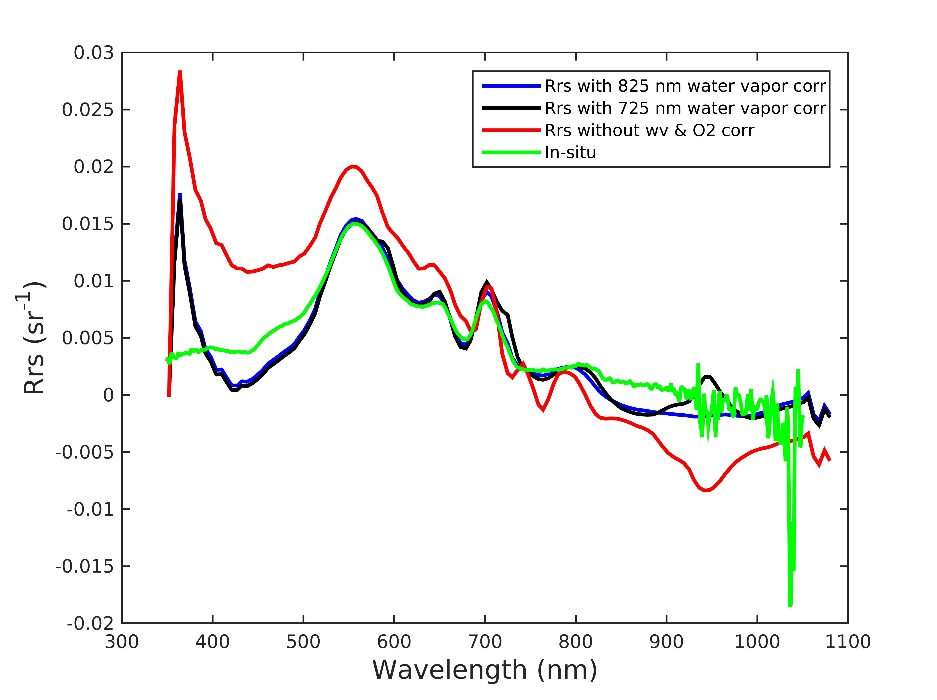 0.03
0.025
0.02
0.015
0.01
0.005
0
-0.005
-0.01
-0.015
-0.02
Rrs (sr-1)
Rrs with 825 nm water vapor corr
Rrs with 725 nm water vapor corr
Rrs without wv & O2 corr
In-situ
300 400 500 600 700 800 900 1000 1100
Wavelength (nm)